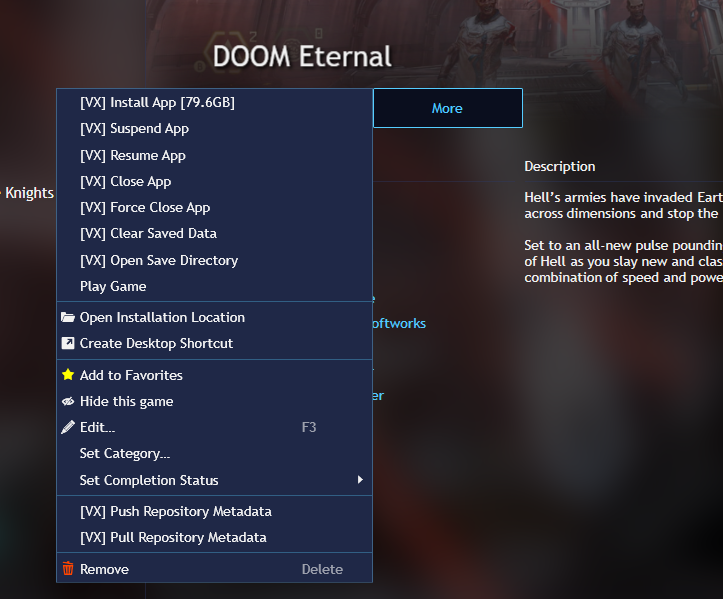 DOOM Eternal
[VX] Install App [79.6GB]
More
[VX] Suspend App
[VX] Resume App
[VX] Close App
[VX] Force Close App
[VX] Clear Saved Data
[VX] Open Save Directory
Play Game
Open Installation Location
Create Desktop Shortcut
Add to Favorites
Hide this game
Edit... F3
Set Category...
Set Completion Status
[VX] Push Repository Metadata
[VX] Pull Repository Metadata
Remove Delete
Knights
oftworks
er
Description
Hell's armies have invaded Eart
across dimensions and stop the
Set to an all-new pulse poundin
of Hell as you slay new and clas
combination of speed and powe